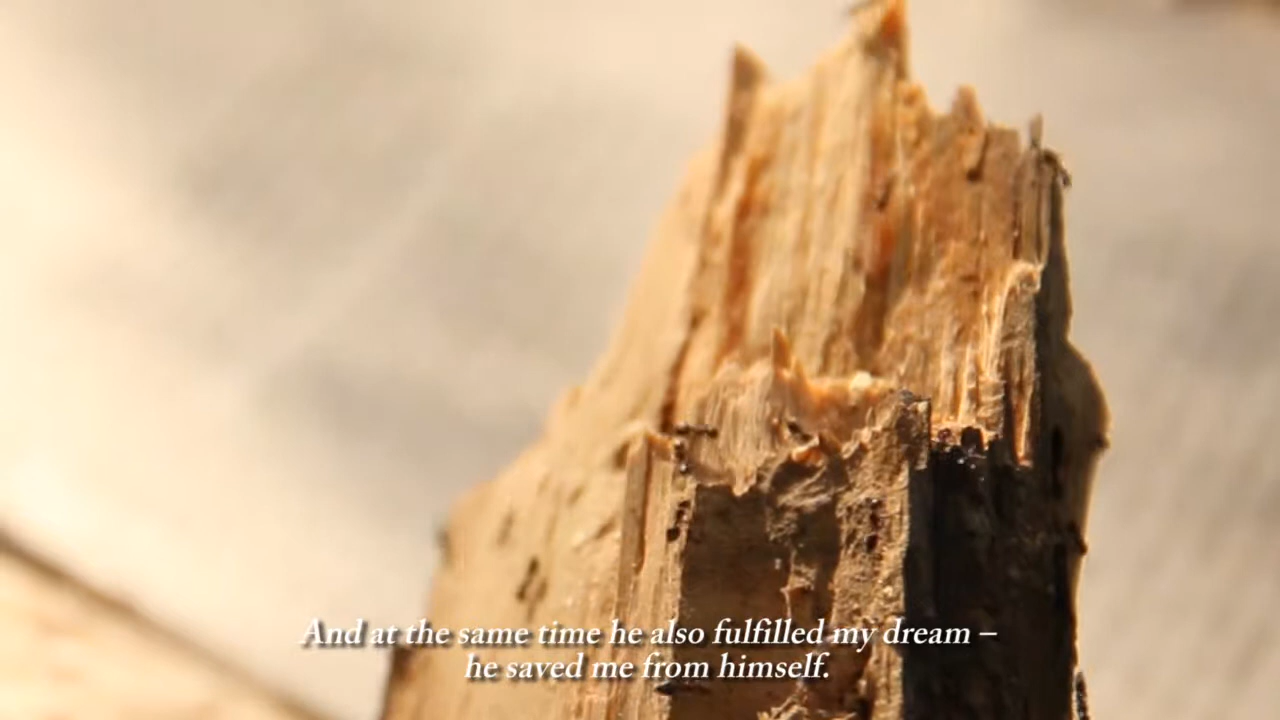 And at the same time he also fulfilled my dream –
he saved me from himself.